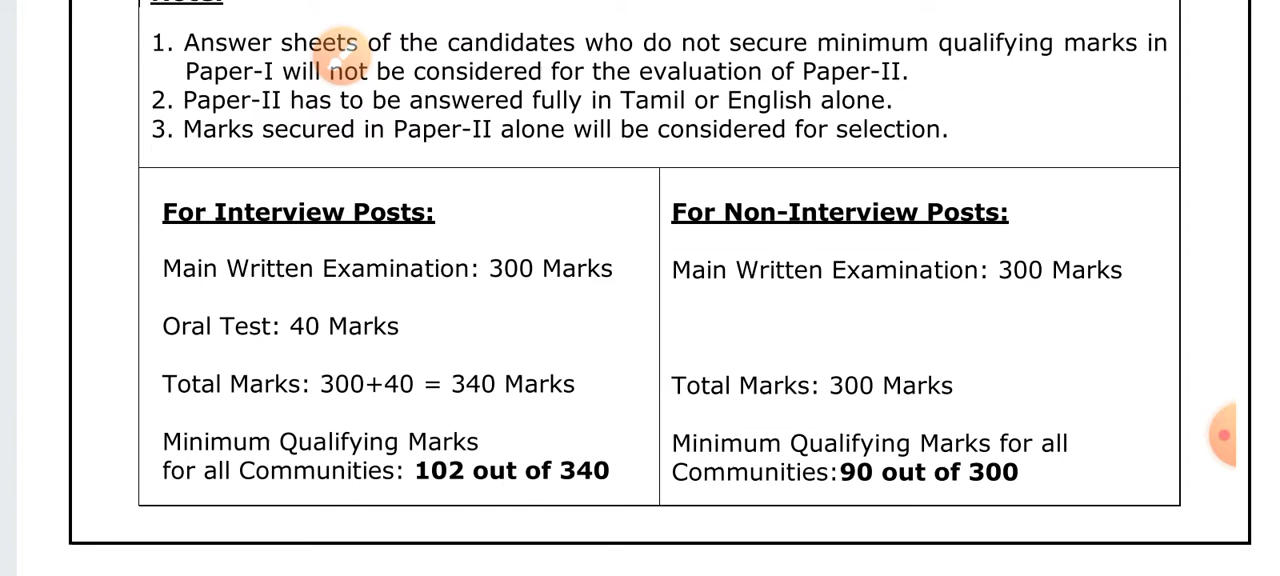 Note:
1. Answer sheets of the candidates who do not secure minimum qualifying marks in
Paper-I will not be considered for the evaluation of Paper-II.
2. Paper-II has to be answered fully in Tamil or English alone.
3. Marks secured in Paper-II alone will be considered for selection.
For Interview Posts:
Main Written Examination: 300 Marks
Oral Test: 40 Marks
Total Marks: 300+40 = 340 Marks
Minimum Qualifying Marks
for all Communities: 102 out of 340
For Non-Interview Posts:
Main Written Examination: 300 Marks
Total Marks: 300 Marks
Minimum Qualifying Marks for all
Communities:90 out of 300